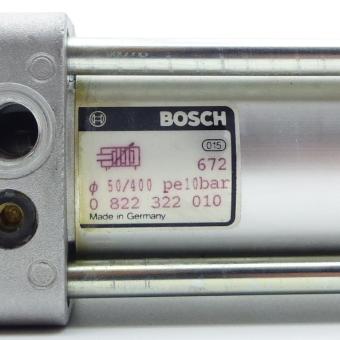 BOSCH
015
672
φ 50/400 pe10bar
0 822 322 010
Made in Germany